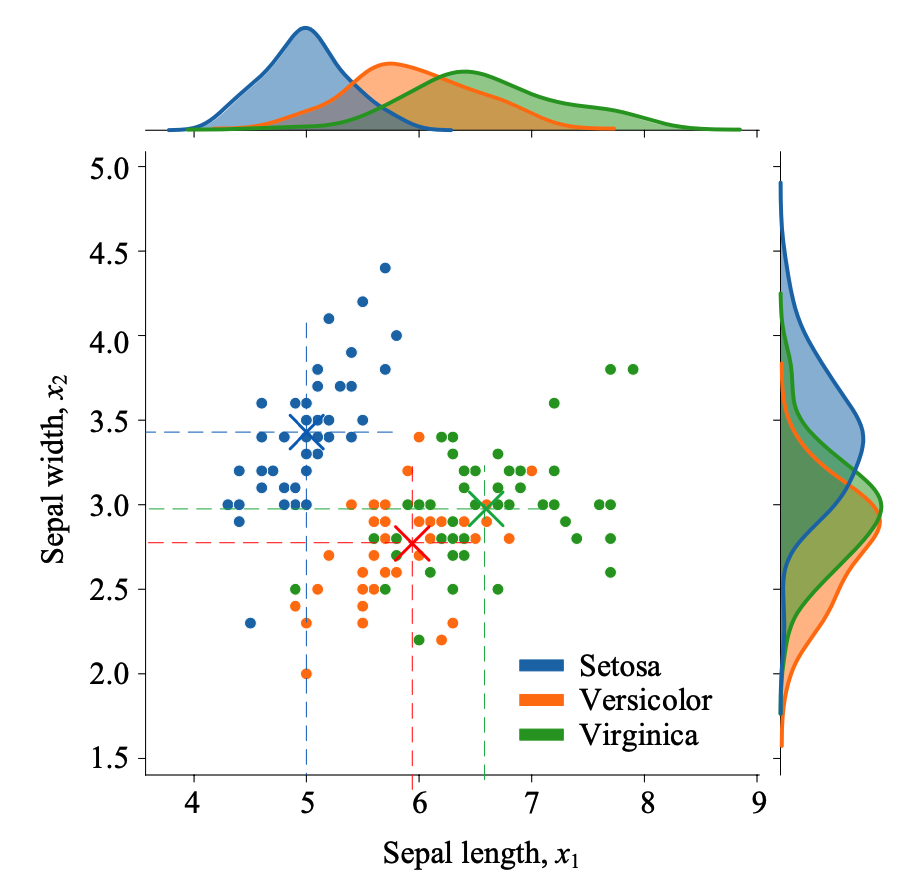 5.0
4.5
4.0
3.5
3.0
2.5
2.0
1.5
Sepal width, x₂
Setosa
Versicolor
Virginica
4 5 6 7 8 9
Sepal length, x₁